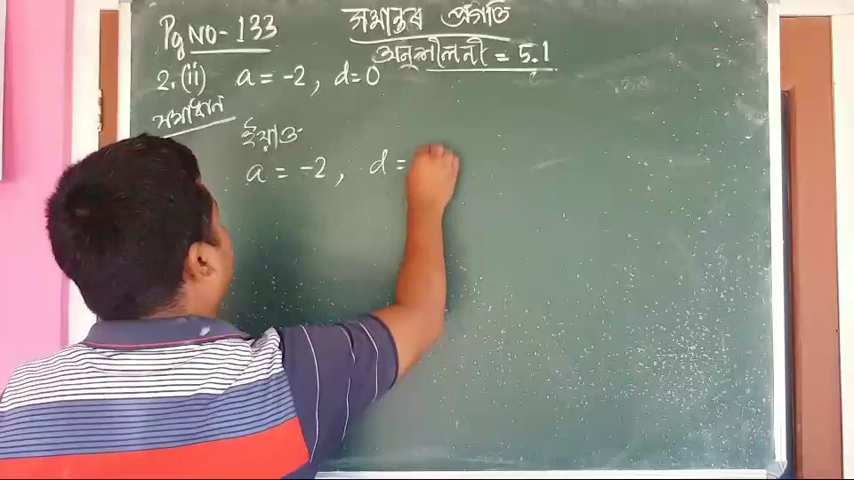 Pg NO - 133
সমান্তৰ প্ৰগতি
অনুশীলনী = 5.1
2. (ii) a = -2, d = 0
সমাধান
ইয়াত
a = -2, d =